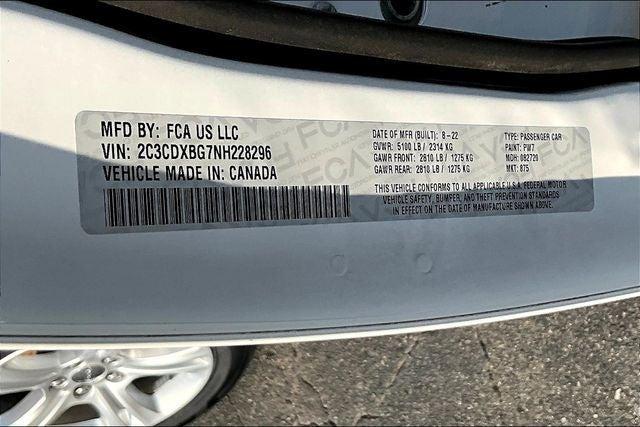 MFD BY: FCA US LLC
VIN: 2C3CDXBG7NH228296
VEHICLE MADE IN: CANADA
DATE OF MFR (BUILT): 8-22
GVWR: 5100 LB / 2314 KG
GAWR FRONT: 2810 LB / 1275 KG
GAWR REAR: 2810 LB / 1275 KG
TYPE: PASSENGER CAR
PAINT: PW7
MDH: 082720
MKT: 875
THIS VEHICLE CONFORMS TO ALL APPLICABLE U.S.A. FEDERAL MOTOR
VEHICLE SAFETY, BUMPER, AND THEFT PREVENTION STANDARDS
IN EFFECT ON THE DATE OF MANUFACTURE SHOWN ABOVE.